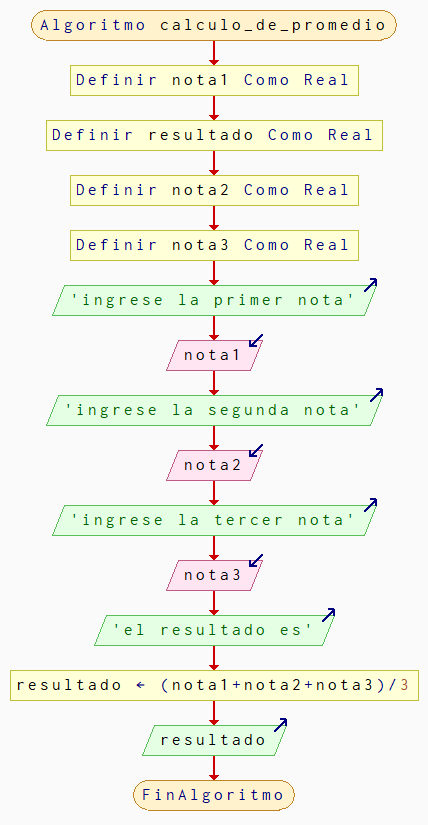 Algoritmo calculo_de_promedio
Definir nota1 Como Real
Definir resultado Como Real
Definir nota2 Como Real
Definir nota3 Como Real
'ingrese la primer nota'
nota1
'ingrese la segunda nota'
nota2
'ingrese la tercer nota'
nota3
'el resultado es'
resultado ← (nota1+nota2+nota3)/3
resultado
FinAlgoritmo